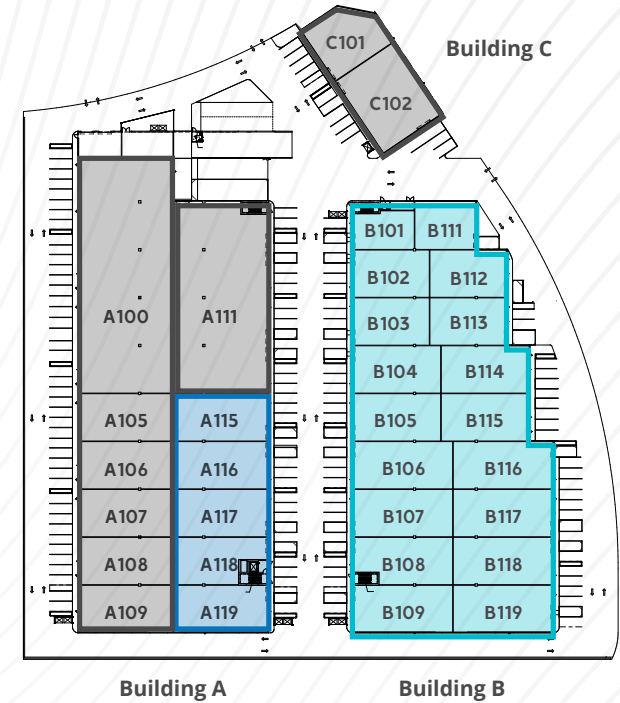 C101
Building C
C102
B101
B111
B102
B112
A100
A111
B103
B113
B104
B114
A105
A115
B105
B115
A106
A116
B106
B116
A107
A117
B107
B117
A108
A118
B108
B118
A109
A119
B109
B119
Building A
Building B